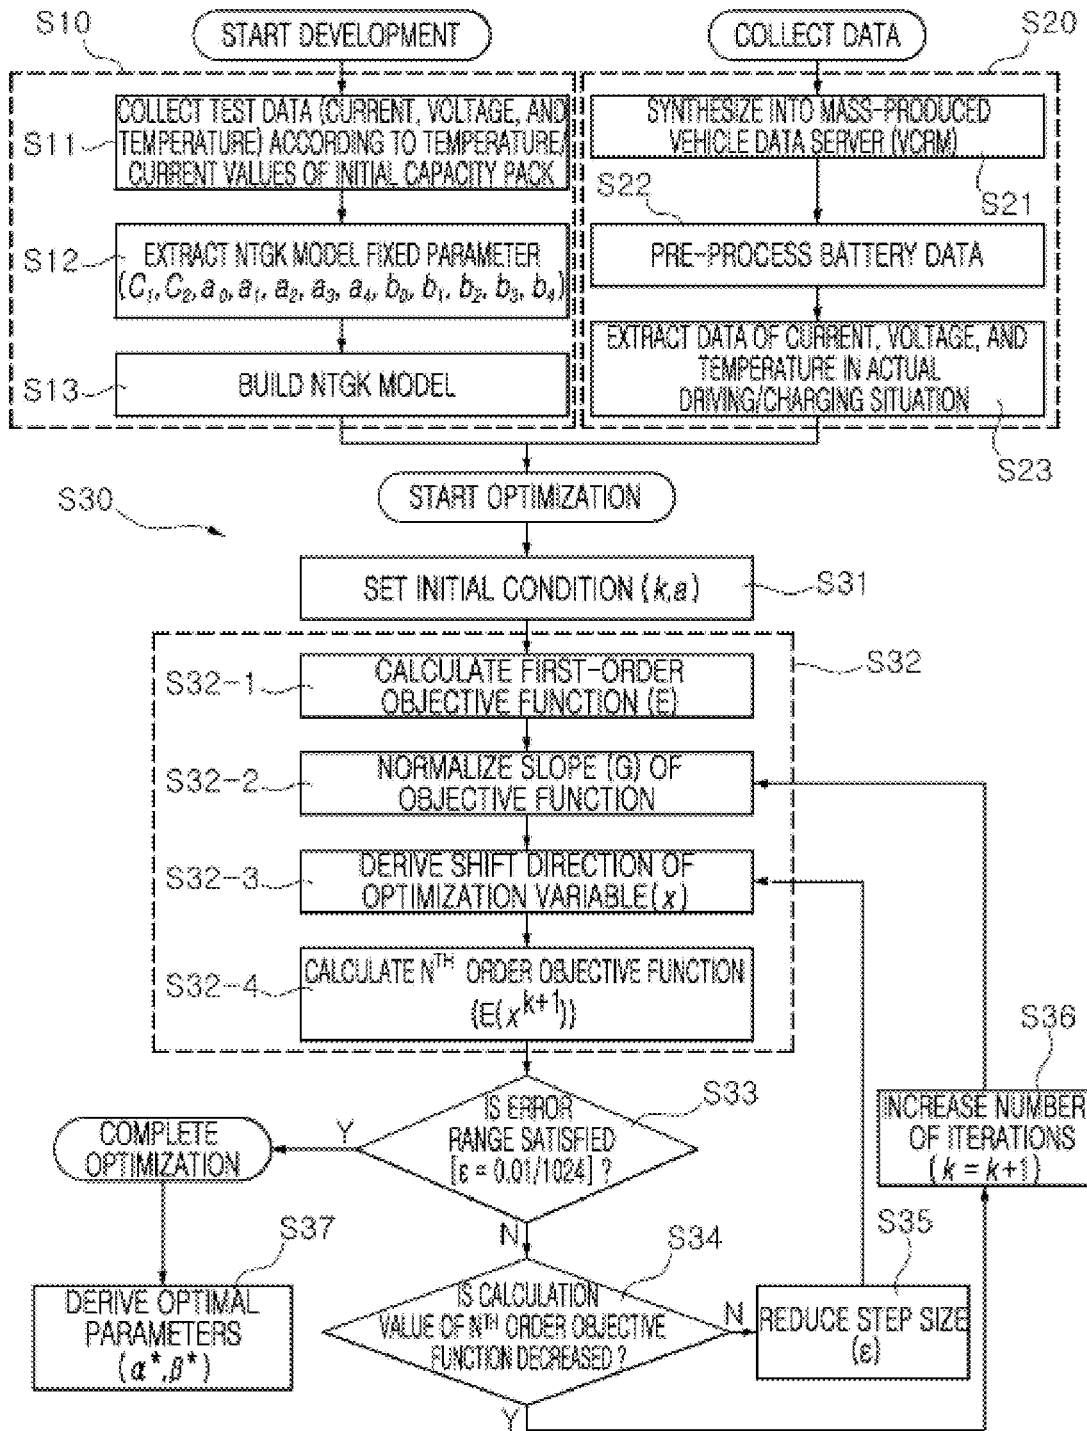 S10
START DEVELOPMENT
COLLECT DATA
S20
S11
COLLECT TEST DATA (CURRENT, VOLTAGE, AND
TEMPERATURE) ACCORDING TO TEMPERATURE/
CURRENT VALUES OF INITIAL CAPACITY PACK
SYNTHESIZE INTO MASS-PRODUCED
VEHICLE DATA SERVER (VCRM)
S21
S12
EXTRACT NTGK MODEL FIXED PARAMETER
(C₁, C₂, a₀, a₁, a₂, a₃, a₄, b₀, b₁, b₂, b₃, b₄)
S22
PRE-PROCESS BATTERY DATA
S13
BUILD NTGK MODEL
EXTRACT DATA OF CURRENT, VOLTAGE, AND
TEMPERATURE IN ACTUAL
DRIVING/CHARGING SITUATION
S23
S30
START OPTIMIZATION
SET INITIAL CONDITION (k,a)
S31
S32
S32-1
CALCULATE FIRST-ORDER
OBJECTIVE FUNCTION (E)
S32-2
NORMALIZE SLOPE (G) OF
OBJECTIVE FUNCTION
S32-3
DERIVE SHIFT DIRECTION OF
OPTIMIZATION VARIABLE(x)
S32-4
CALCULATE Nᵀᴴ ORDER OBJECTIVE FUNCTION
(E(xᵏ⁺¹))
S33
IS ERROR
RANGE SATISFIED
[ε = 0.01/1024] ?
Y
N
COMPLETE
OPTIMIZATION
S37
DERIVE OPTIMAL
PARAMETERS
(α*,β*)
S34
IS CALCULATION
VALUE OF Nᵀᴴ ORDER OBJECTIVE
FUNCTION DECREASED ?
N
Y
S35
REDUCE STEP SIZE
(ε)
S36
INCREASE NUMBER
OF ITERATIONS
(k = k+1)